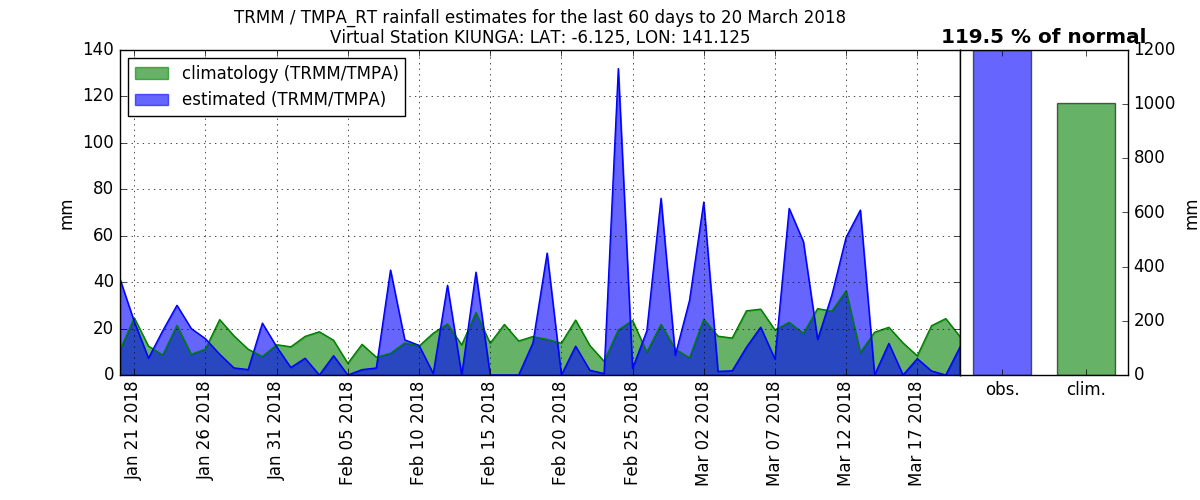 TRMM / TMPA_RT rainfall estimates for the last 60 days to 20 March 2018
Virtual Station KIUNGA: LAT: -6.125, LON: 141.125
119.5 % of normal
climatology (TRMM/TMPA)
estimated (TRMM/TMPA)
mm
140
120
100
80
60
40
20
0
Jan 21 2018
Jan 26 2018
Jan 31 2018
Feb 05 2018
Feb 10 2018
Feb 15 2018
Feb 20 2018
Feb 25 2018
Mar 02 2018
Mar 07 2018
Mar 12 2018
Mar 17 2018
obs.
clim.
1200
1000
800
600
400
200
0
mm